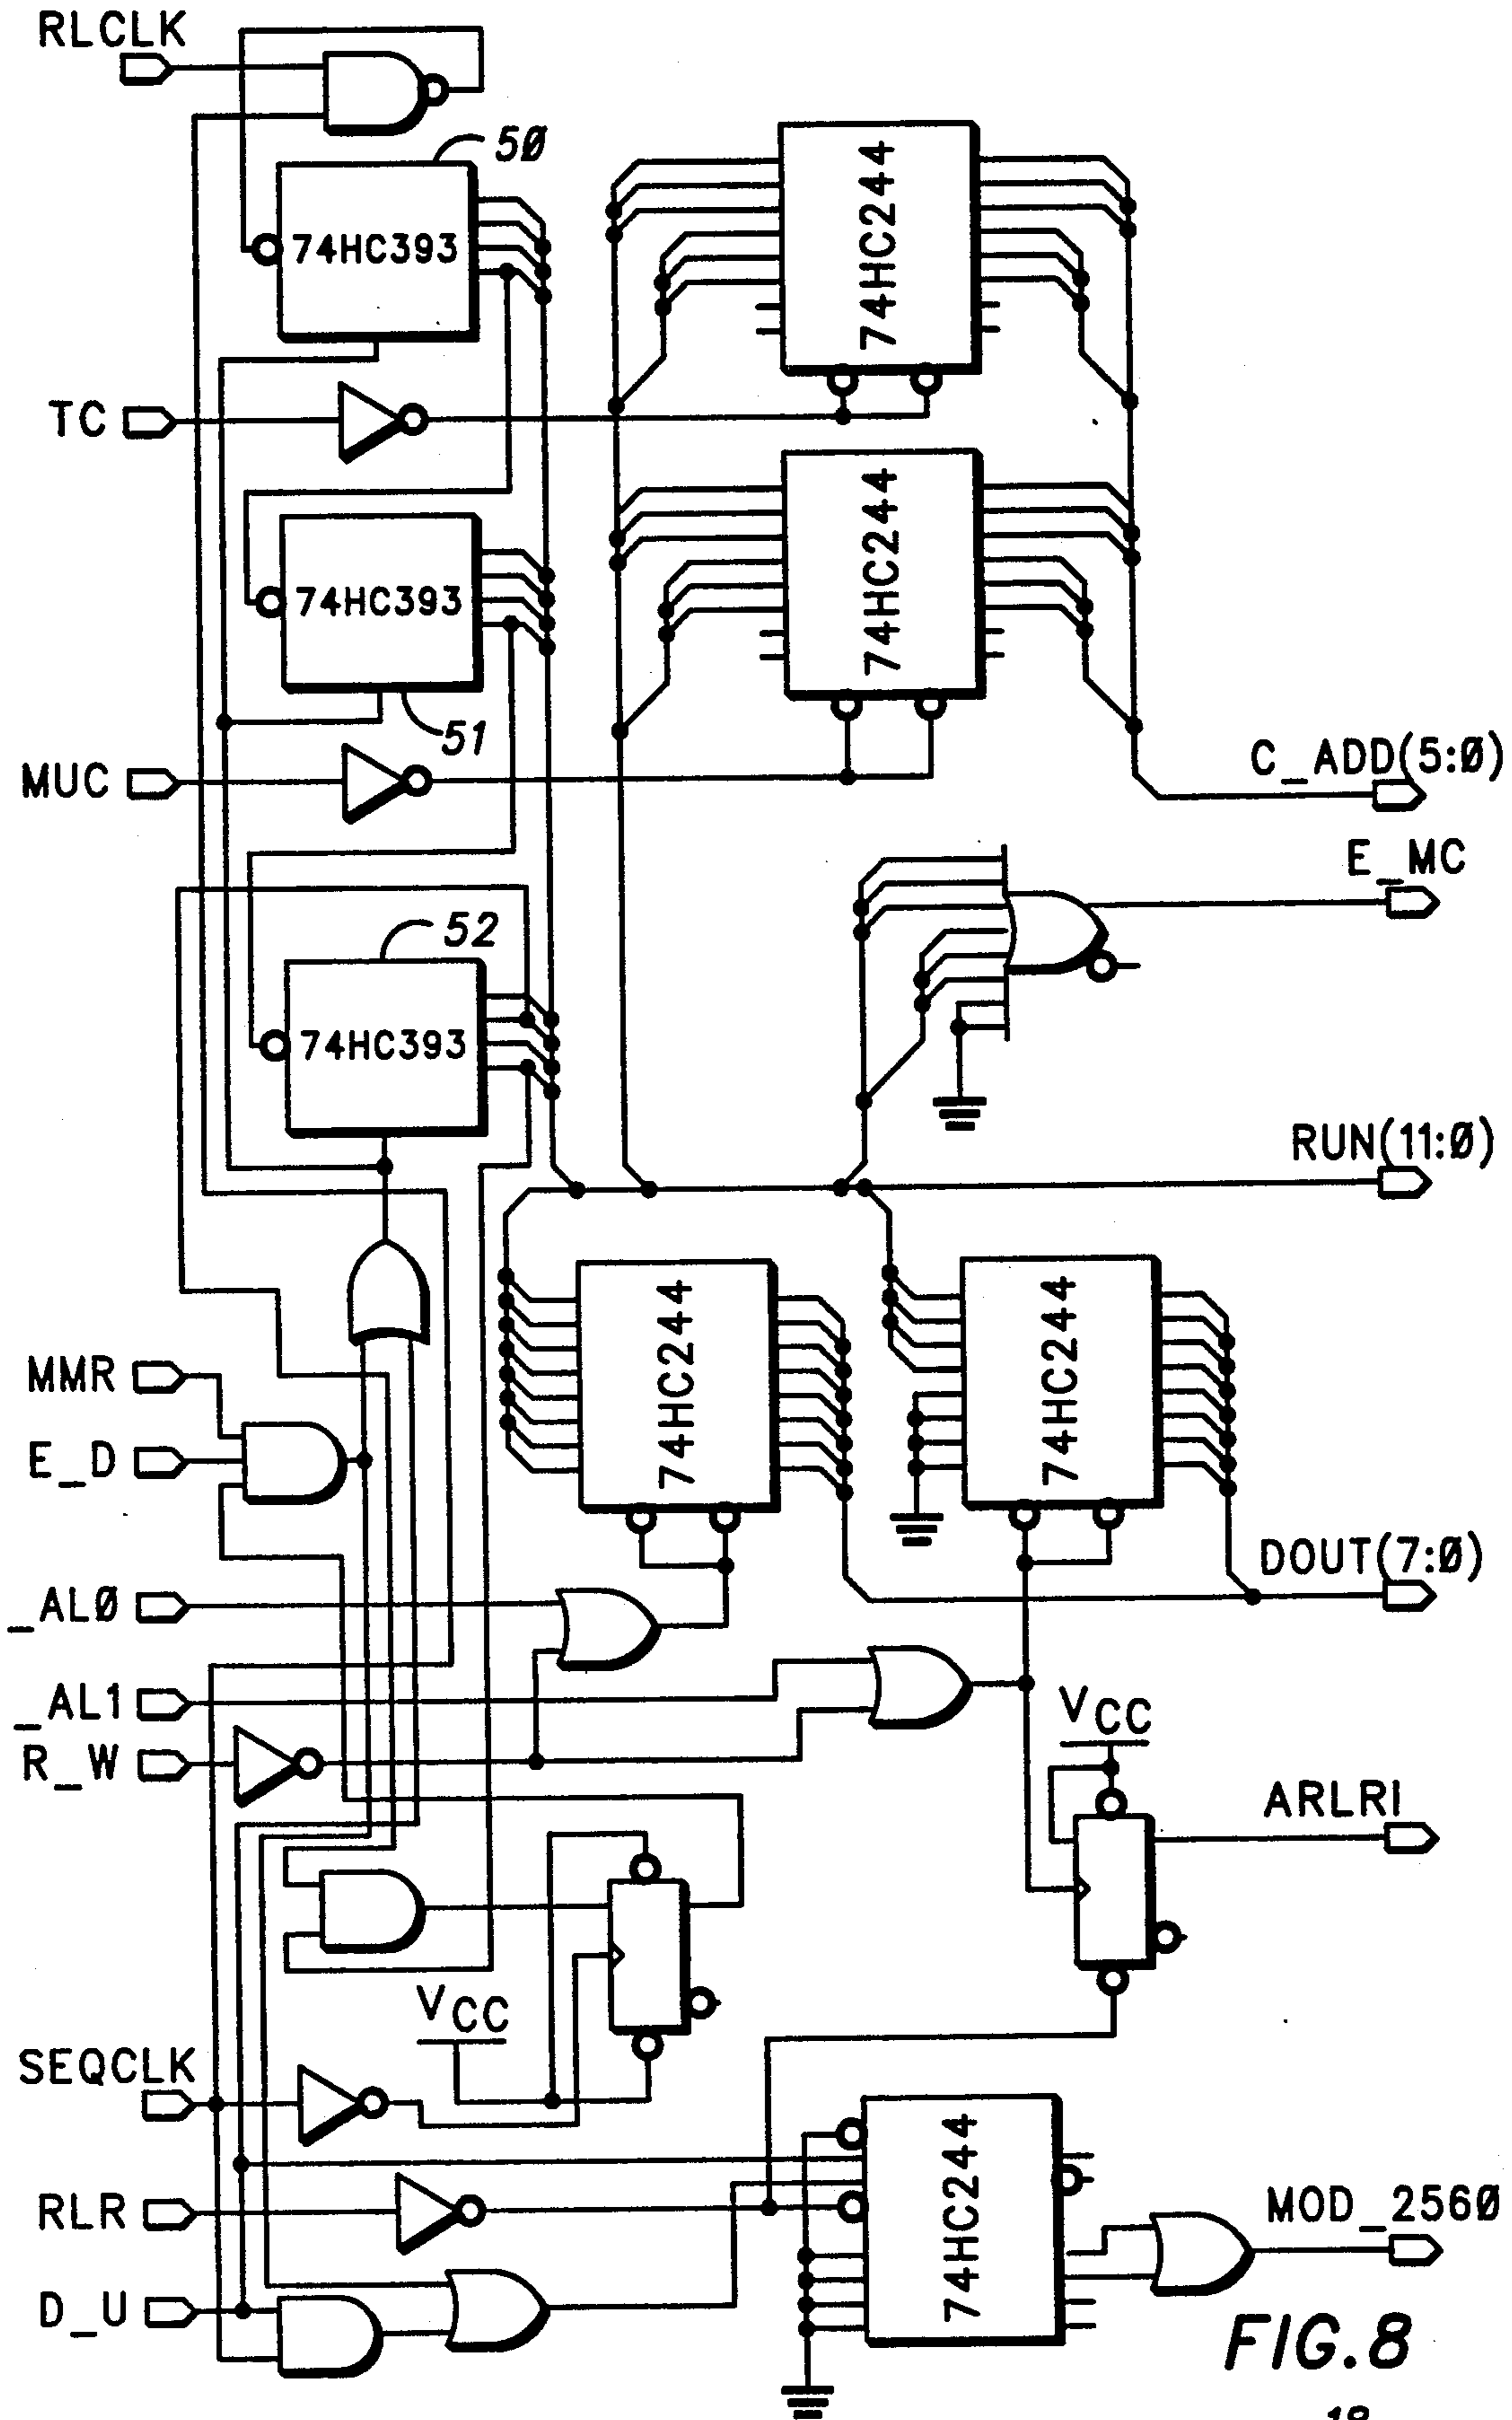 RLCLK
50
74HC393
74HC244
TC
74HC393
74HC244
51
MUC
C_ADD(5:0)
E_MC
52
74HC393
RUN(11:0)
74HC244
74HC244
MMR
E_D
DOUT(7:0)
_AL0
_AL1
VCC
R_W
ARLRI
VCC
SEQCLK
74HC244
RLR
MOD_2560
D_U
FIG.8